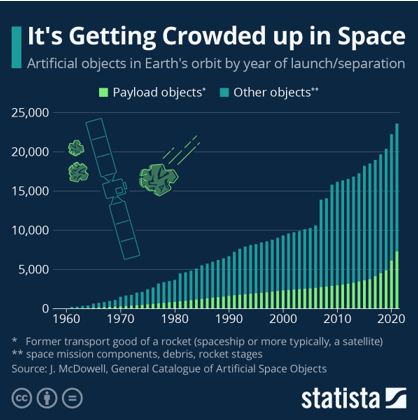 It's Getting Crowded up in Space
Artificial objects in Earth's orbit by year of launch/separation
Payload objects* Other objects**
25,000
20,000
15,000
10,000
5,000
0
1960 1970 1980 1990 2000 2010 2020
* Former transport good of a rocket (spaceship or more typically, a satellite)
** space mission components, debris, rocket stages
Source: J. McDowell, General Catalogue of Artificial Space Objects
cc
statista